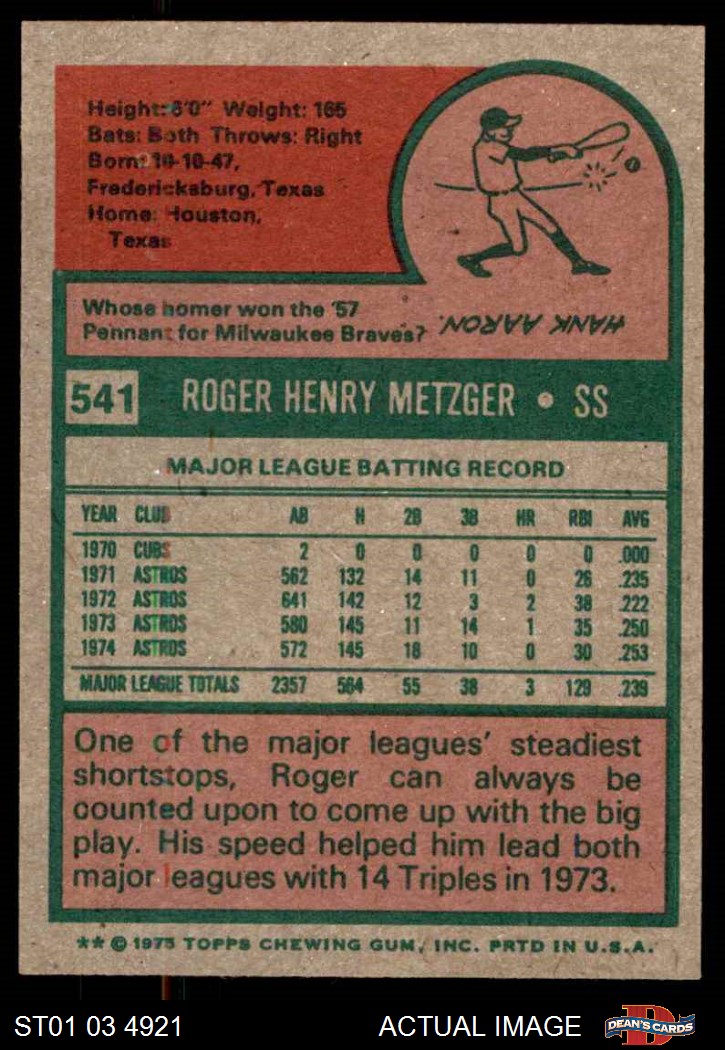 Height: 6'0" Weight: 165
Bats: Both Throws: Right
Born: 10-10-47,
Fredericksburg, Texas
Home: Houston,
Texas
Whose homer won the '57
Pennant for Milwaukee Braves?
HANK AARON.
541 ROGER HENRY METZGER • SS
MAJOR LEAGUE BATTING RECORD
YEAR CLUB AB H 2B 3B HR RBI AVG
1970 CUBS 2 0 0 0 0 0 .000
1971 ASTROS 562 132 14 11 0 26 .235
1972 ASTROS 641 142 12 3 2 38 .222
1973 ASTROS 580 145 11 14 1 35 .250
1974 ASTROS 572 145 18 10 0 30 .253
MAJOR LEAGUE TOTALS 2357 564 55 38 3 129 .239
One of the major leagues' steadiest
shortstops, Roger can always be
counted upon to come up with the big
play. His speed helped him lead both
major leagues with 14 Triples in 1973.
** © 1975 TOPPS CHEWING GUM, INC. PRTD IN U.S.A.
ST01 03 4921 ACTUAL IMAGE
D
DEAN'S CARDS